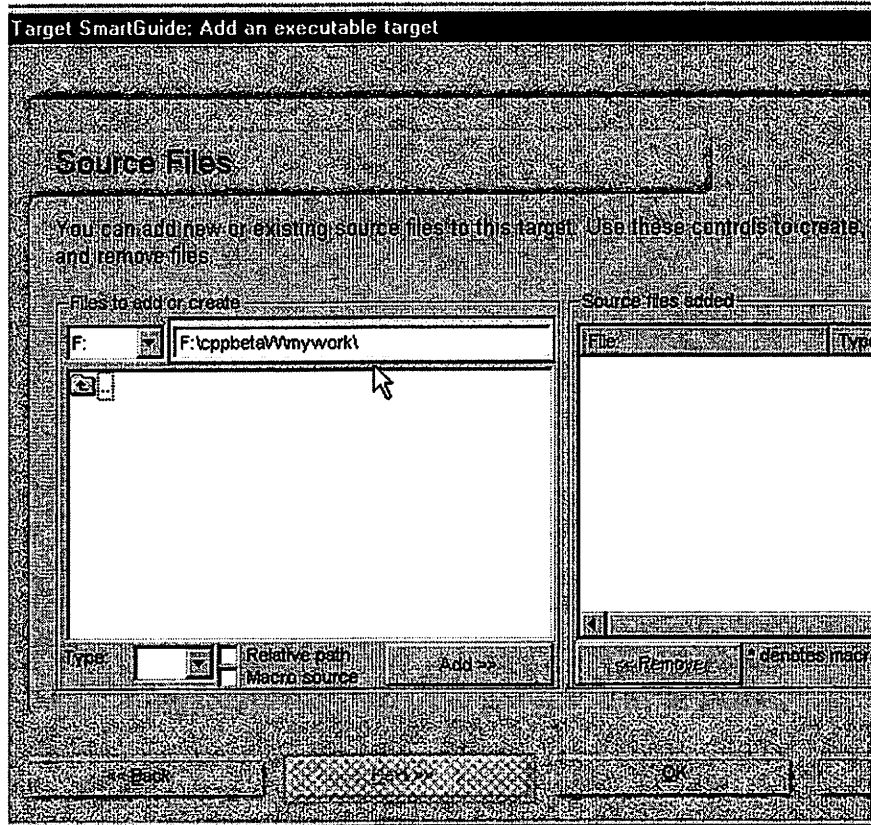 Target SmartGuide: Add an executable target
Source Files
You can add new or existing source files to this target. Use these controls to create,
and remove files.
Files to add or create
Source files added
F:
F:\cppbetaW\mywork\
File
Type
..
Type
Relative path
Macro source
Add >>
<< Remove
* denotes macr
<< Back
OK